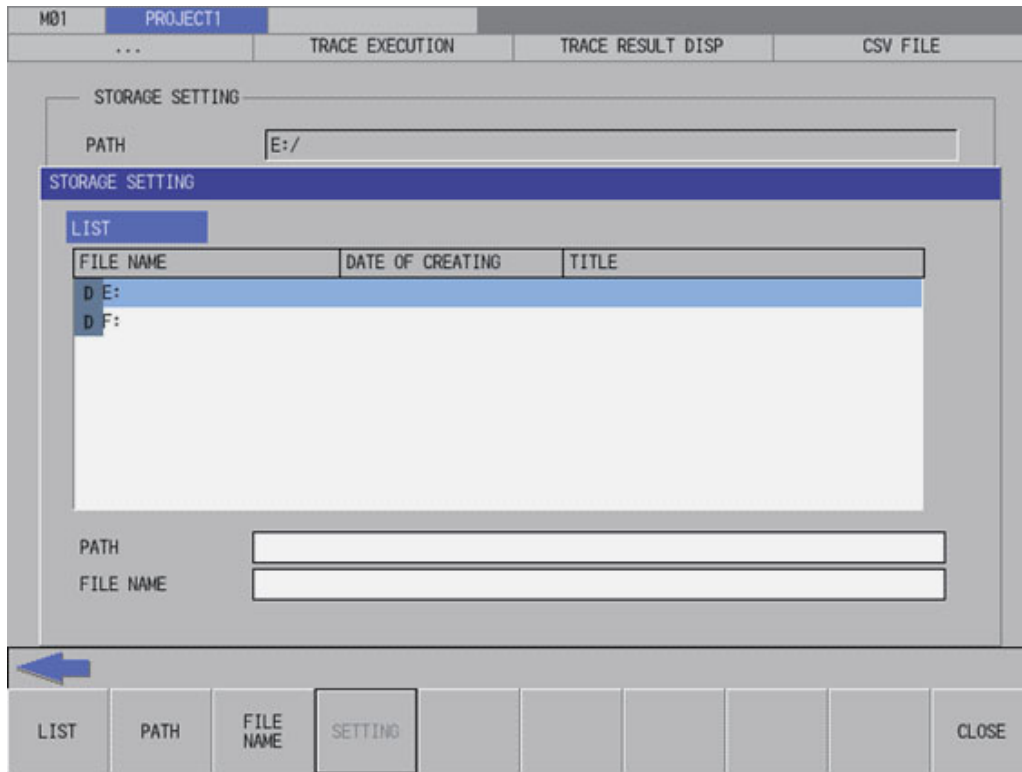 M01 PROJECT1
... TRACE EXECUTION TRACE RESULT DISP CSV FILE
STORAGE SETTING
PATH E:/
STORAGE SETTING
LIST
FILE NAME DATE OF CREATING TITLE
D E:
D F:
PATH
FILE NAME
LIST PATH FILE NAME SETTING CLOSE